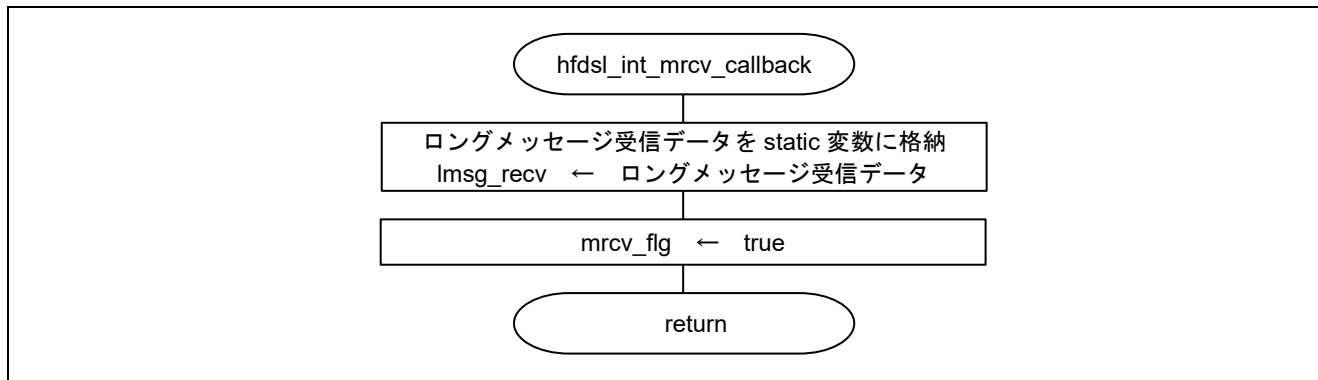 hfdsl_int_mrcv_callback
ロングメッセージ受信データを static 変数に格納
lmsg_recv ← ロングメッセージ受信データ
mrcv_flg ← true
return